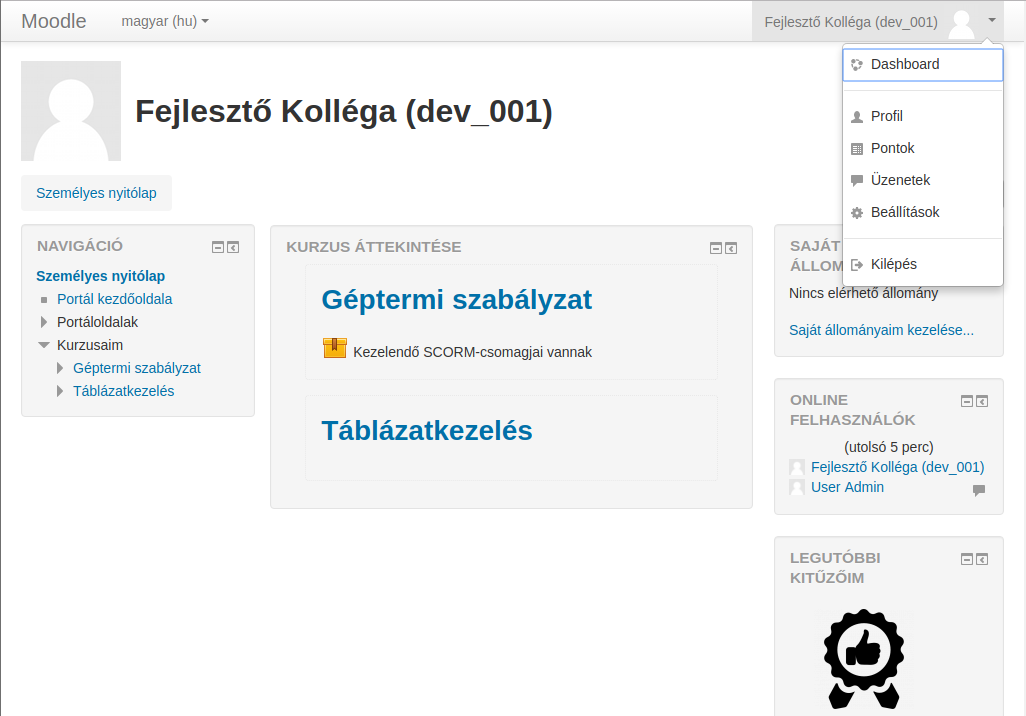 Moodle
magyar (hu)
Fejlesztő Kolléga (dev_001)
Dashboard
Profil
Pontok
Üzenetek
Beállítások
Kilépés
Fejlesztő Kolléga (dev_001)
Személyes nyitólap
NAVIGÁCIÓ
Személyes nyitólap
Portál kezdőoldala
Portáloldalak
Kurzusaim
Géptermi szabályzat
Táblázatkezelés
KURZUS ÁTTEKINTÉSE
Géptermi szabályzat
Kezelendő SCORM-csomagjai vannak
Táblázatkezelés
SAJÁT
ÁLLOM
Nincs elérhető állomány
Saját állományaim kezelése...
ONLINE
FELHASZNÁLÓK
(utolsó 5 perc)
Fejlesztő Kolléga (dev_001)
User Admin
LEGUTÓBBI
KITŰZŐIM